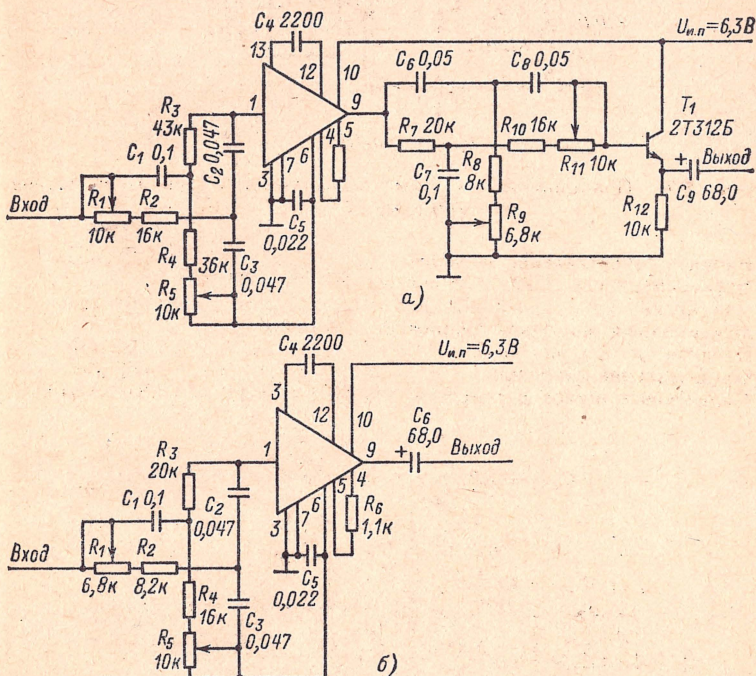 C₄ 2200
Uи.п=6,3В
13
12
10
C₆ 0,05
C₈ 0,05
1
9
R₃
43к
C₂ 0,047
4
5
6
7
3
R₇ 20к
R₁₀ 16к
R₁₁ 10к
T₁
2Т312Б
Выход
C₉ 68,0
C₁ 0,1
C₇
0,1
R₈
8к
Вход
R₁
10к
R₂
16к
C₅
0,022
R₉
6,8к
R₁₂
10к
R₄
36к
C₃
0,047
R₅
10к
а)
C₄ 2200
Uи.п=6,3В
3
12
10
C₆
68,0
1
9
Выход
R₃
20к
C₂
0,047
4
5
6
7
3
R₆
1,1к
C₁ 0,1
Вход
R₁
6,8к
R₂
8,2к
C₅
0,022
R₄
16к
C₃
0,047
R₅
10к
б)